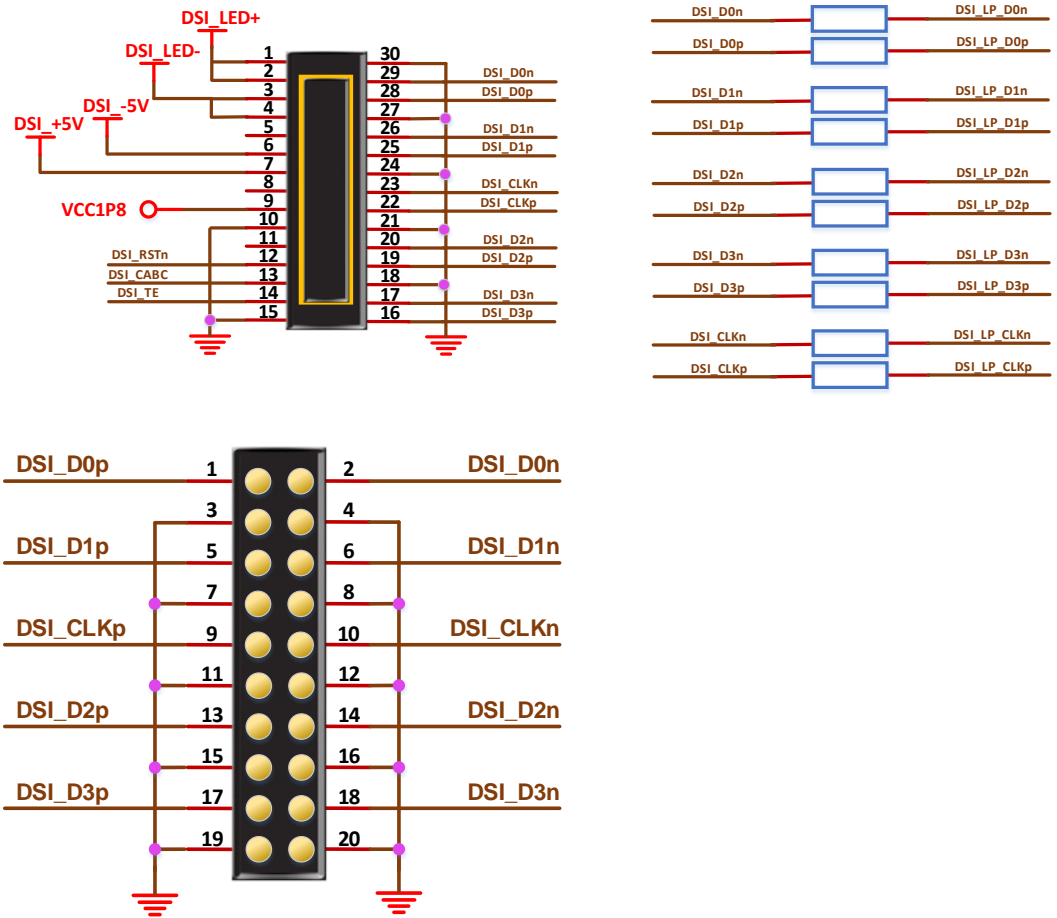 DSI_LED+
DSI_LED-
DSI_-5V
DSI_+5V
VCC1P8
DSI_RSTn
DSI_CABC
DSI_TE
1
2
3
4
5
6
7
8
9
10
11
12
13
14
15
30
29
28
27
26
25
24
23
22
21
20
19
18
17
16
DSI_D0n
DSI_D0p
DSI_D1n
DSI_D1p
DSI_CLKn
DSI_CLKp
DSI_D2n
DSI_D2p
DSI_D3n
DSI_D3p
DSI_D0n DSI_LP_D0n
DSI_D0p DSI_LP_D0p
DSI_D1n DSI_LP_D1n
DSI_D1p DSI_LP_D1p
DSI_D2n DSI_LP_D2n
DSI_D2p DSI_LP_D2p
DSI_D3n DSI_LP_D3n
DSI_D3p DSI_LP_D3p
DSI_CLKn DSI_LP_CLKn
DSI_CLKp DSI_LP_CLKp
DSI_D0p 1 2 DSI_D0n
3 4
DSI_D1p 5 6 DSI_D1n
7 8
DSI_CLKp 9 10 DSI_CLKn
11 12
DSI_D2p 13 14 DSI_D2n
15 16
DSI_D3p 17 18 DSI_D3n
19 20